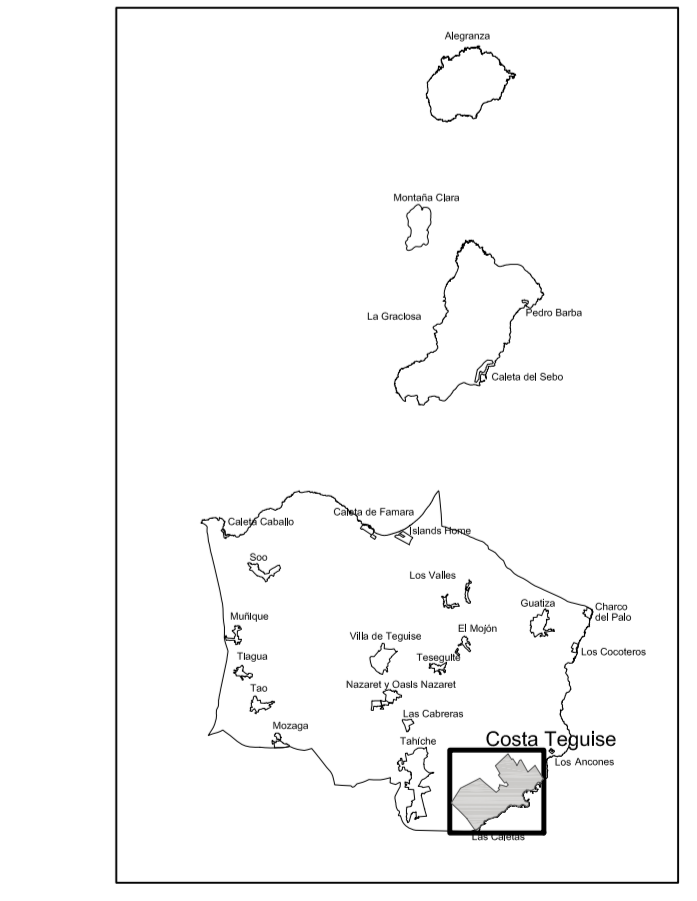 Alegranza
Montaña Clara
La Graciosa
Pedro Barba
Caleta del Sebo
Caleta de Famara
Caleta Caballo
Islands Home
Soo
Los Valles
Guatiza
Charco
del Palo
Muñique
El Mojón
Villa de Teguise
Los Cocoteros
Teseguite
Tiagua
Nazaret y Oasis Nazaret
Tao
Las Cabreras
Mozaga
Tahíche
Costa Teguise
Los Ancones
Las Caletas